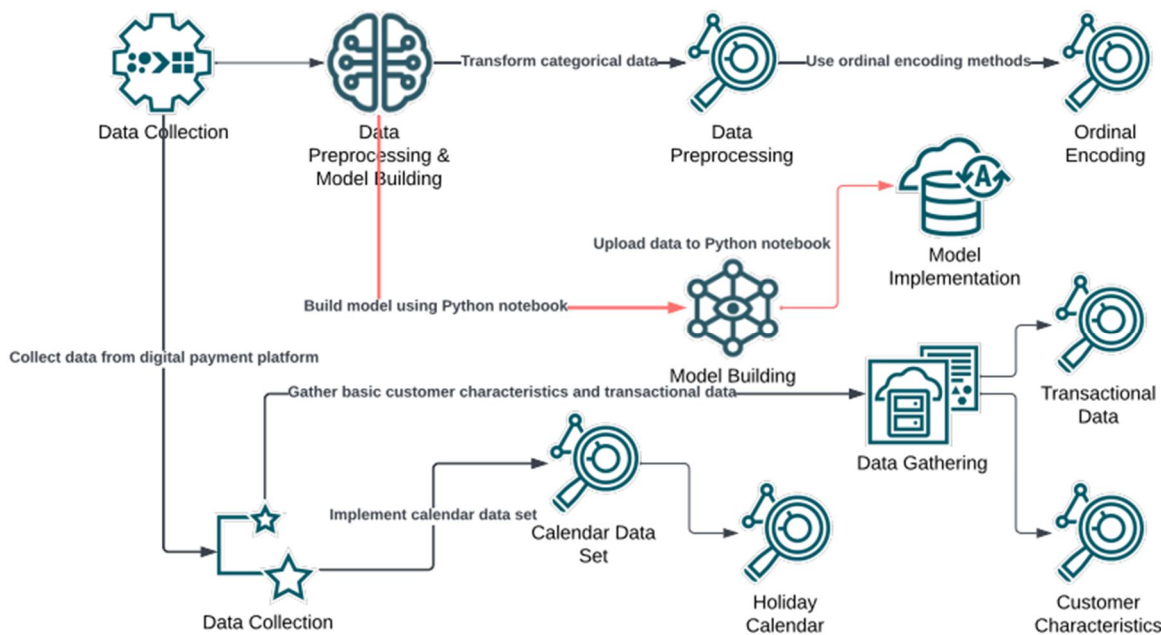 Transform categorical data
Use ordinal encoding methods
Data Collection
Data
Preprocessing &
Model Building
Data
Preprocessing
Ordinal
Encoding
Upload data to Python notebook
Model
Implementation
Build model using Python notebook
Collect data from digital payment platform
Model Building
Gather basic customer characteristics and transactional data
Transactional
Data
Data Gathering
Implement calendar data set
Calendar Data
Set
Data Collection
Holiday
Calendar
Customer
Characteristics
A